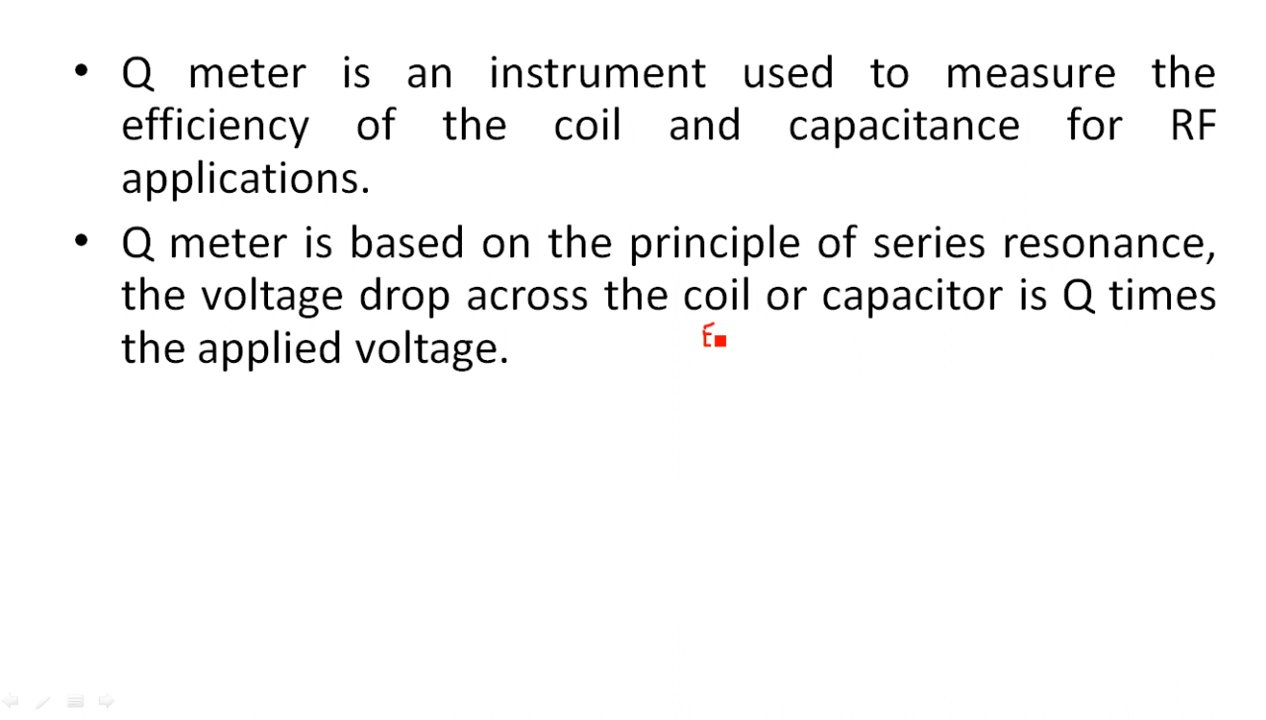 • Q meter is an instrument used to measure the
efficiency of the coil and capacitance for RF
applications.
• Q meter is based on the principle of series resonance,
the voltage drop across the coil or capacitor is Q times
the applied voltage.
E